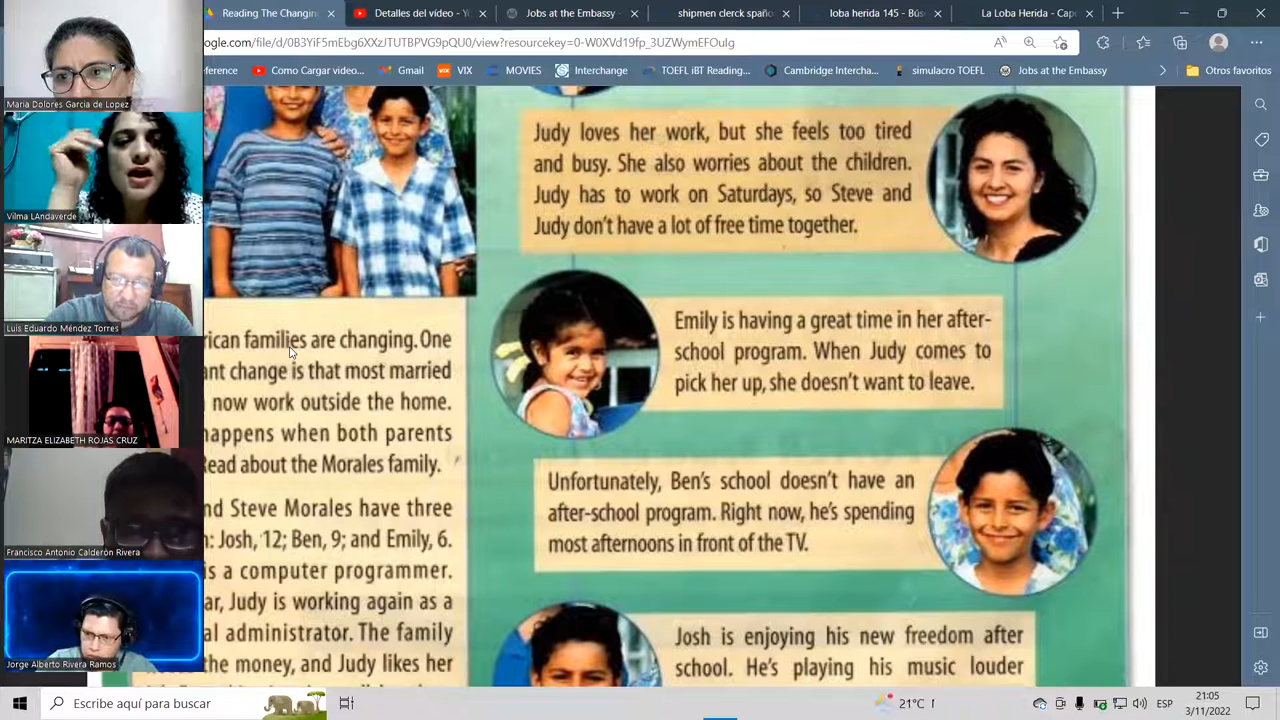 Reading The Changing
Detalles del vídeo - Yo
Jobs at the Embassy -
shipmen clerck spaño
loba herida 145 - Bús
La Loba Herida - Cap
ogle.com/file/d/0B3YiF5mEbg6XXzJTUTBPVG9pQU0/view?resourcekey=0-W0XVd19fp_3UZWymEFOulg
ference
Como Cargar video...
Gmail
VIX
MOVIES
Interchange
TOEFL iBT Reading...
Cambridge Intercha...
simulacro TOEFL
Jobs at the Embassy
Otros favoritos
Maria Dolores Garcia de Lopez
Vilma LAndaverde
Luis Eduardo Méndez Torres
MARITZA ELIZABETH ROJAS CRUZ
Francisco Antonio Calderón Rivera
Jorge Alberto Rivera Ramos
rican families are changing. One
ant change is that most married
now work outside the home.
happens when both parents
Read about the Morales family.
nd Steve Morales have three
n: Josh, 12; Ben, 9; and Emily, 6.
is a computer programmer.
ar, Judy is working again as a
al administrator. The family
the money, and Judy likes her
Judy loves her work, but she feels too tired
and busy. She also worries about the children.
Judy has to work on Saturdays, so Steve and
Judy don't have a lot of free time together.
Emily is having a great time in her after-
school program. When Judy comes to
pick her up, she doesn't want to leave.
Unfortunately, Ben's school doesn't have an
after-school program. Right now, he's spending
most afternoons in front of the TV.
Josh is enjoying his new freedom after
school. He's playing his music louder
Escribe aquí para buscar
21°C
ESP
21:05
3/11/2022